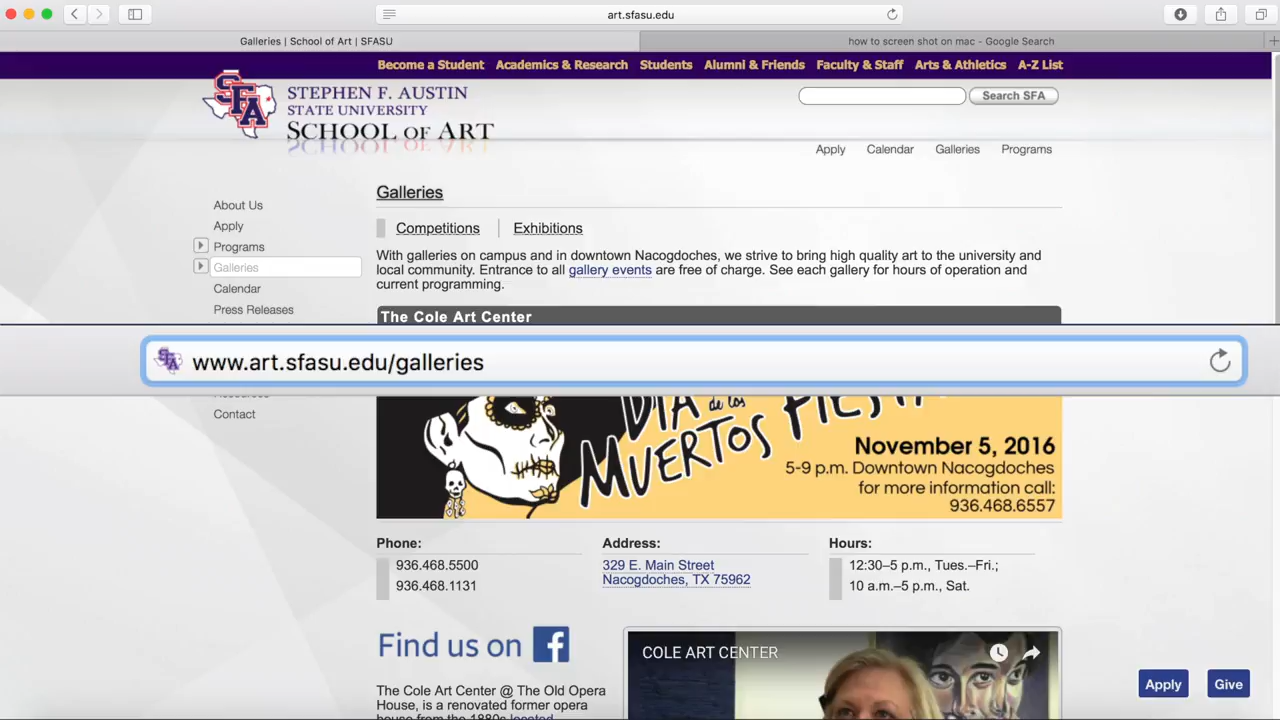 art.sfasu.edu
Galleries | School of Art | SFASU
how to screen shot on mac - Google Search
Become a Student Academics & Research Students Alumni & Friends Faculty & Staff Arts & Athletics A-Z List
SFA
STEPHEN F. AUSTIN
STATE UNIVERSITY
SCHOOL OF ART
Search SFA
Apply Calendar Galleries Programs
About Us
Apply
Programs
Galleries
Calendar
Press Releases
Galleries
Competitions Exhibitions
With galleries on campus and in downtown Nacogdoches, we strive to bring high quality art to the university and
local community. Entrance to all gallery events are free of charge. See each gallery for hours of operation and
current programming.
The Cole Art Center
SFA www.art.sfasu.edu/galleries
Resources
Contact
DIA de los
MUERTOS FIESTA
November 5, 2016
5-9 p.m. Downtown Nacogdoches
for more information call:
936.468.6557
Phone:
936.468.5500
936.468.1131
Address:
329 E. Main Street
Nacogdoches, TX 75962
Hours:
12:30–5 p.m., Tues.–Fri.;
10 a.m.–5 p.m., Sat.
Find us on f
The Cole Art Center @ The Old Opera
House, is a renovated former opera
house from the 1880s located
COLE ART CENTER
Apply Give